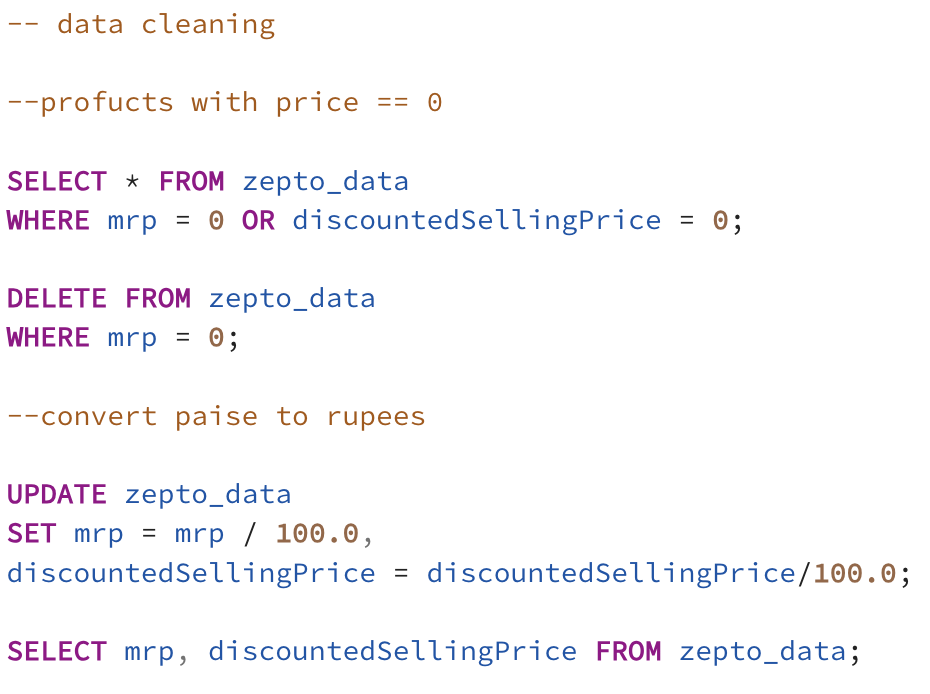 -- data cleaning
--profucts with price == 0
SELECT * FROM zepto_data
WHERE mrp = 0 OR discountedSellingPrice = 0;
DELETE FROM zepto_data
WHERE mrp = 0;
--convert paise to rupees
UPDATE zepto_data
SET mrp = mrp / 100.0,
discountedSellingPrice = discountedSellingPrice/100.0;
SELECT mrp, discountedSellingPrice FROM zepto_data;